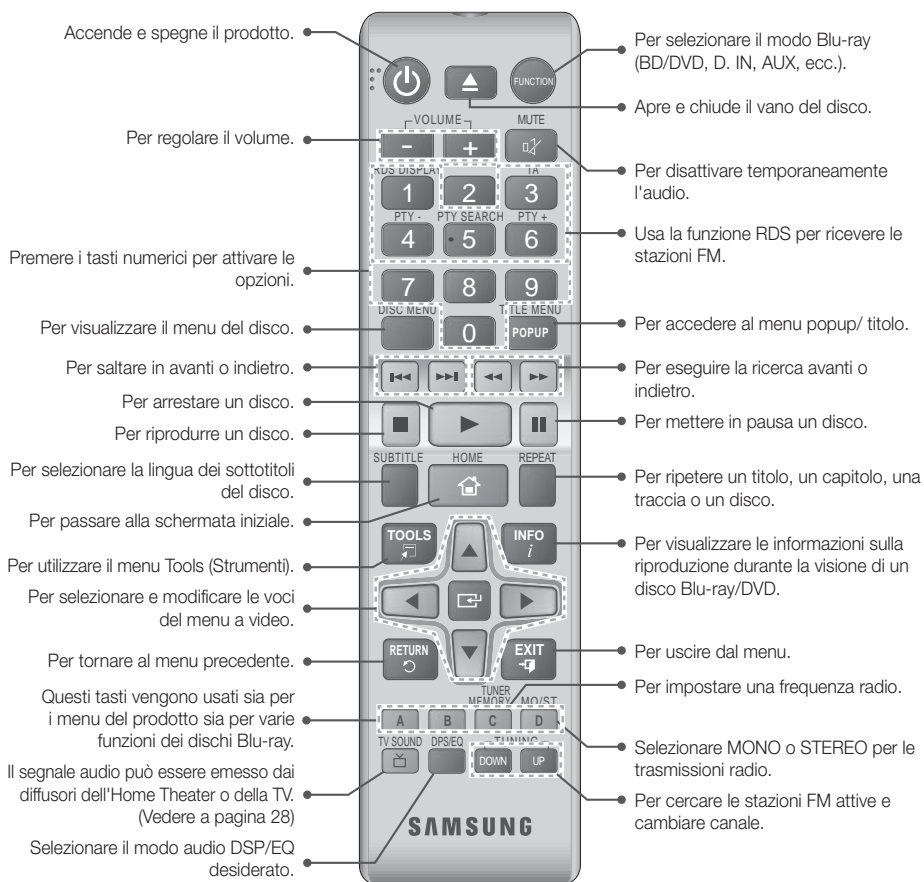 Accende e spegne il prodotto.
Per regolare il volume.
Premere i tasti numerici per attivare le
opzioni.
Per visualizzare il menu del disco.
Per saltare in avanti o indietro.
Per arrestare un disco.
Per riprodurre un disco.
Per selezionare la lingua dei sottotitoli
del disco.
Per passare alla schermata iniziale.
Per utilizzare il menu Tools (Strumenti).
Per selezionare e modificare le voci
del menu a video.
Per tornare al menu precedente.
Questi tasti vengono usati sia per
i menu del prodotto sia per varie
funzioni dei dischi Blu-ray.
Il segnale audio può essere emesso dai
diffusori dell'Home Theater o della TV.
(Vedere a pagina 28)
Selezionare il modo audio DSP/EQ
desiderato.
FUNCTION
VOLUME
MUTE
- +
RDS DISPLAY TA
1 2 3
PTY - PTY SEARCH PTY +
4 5 6
7 8 9
DISC MENU TITLE MENU
0 POPUP
SUBTITLE HOME REPEAT
TOOLS INFO
i
RETURN EXIT
TUNER
MEMORY MO/ST
A B C D
TV SOUND DPS/EQ TUNING
DOWN UP
SAMSUNG
Per selezionare il modo Blu-ray
(BD/DVD, D. IN, AUX, ecc.).
Apre e chiude il vano del disco.
Per disattivare temporaneamente
l'audio.
Usa la funzione RDS per ricevere le
stazioni FM.
Per accedere al menu popup/ titolo.
Per eseguire la ricerca avanti o
indietro.
Per mettere in pausa un disco.
Per ripetere un titolo, un capitolo, una
traccia o un disco.
Per visualizzare le informazioni sulla
riproduzione durante la visione di un
disco Blu-ray/DVD.
Per uscire dal menu.
Per impostare una frequenza radio.
Selezionare MONO o STEREO per le
trasmissioni radio.
Per cercare le stazioni FM attive e
cambiare canale.